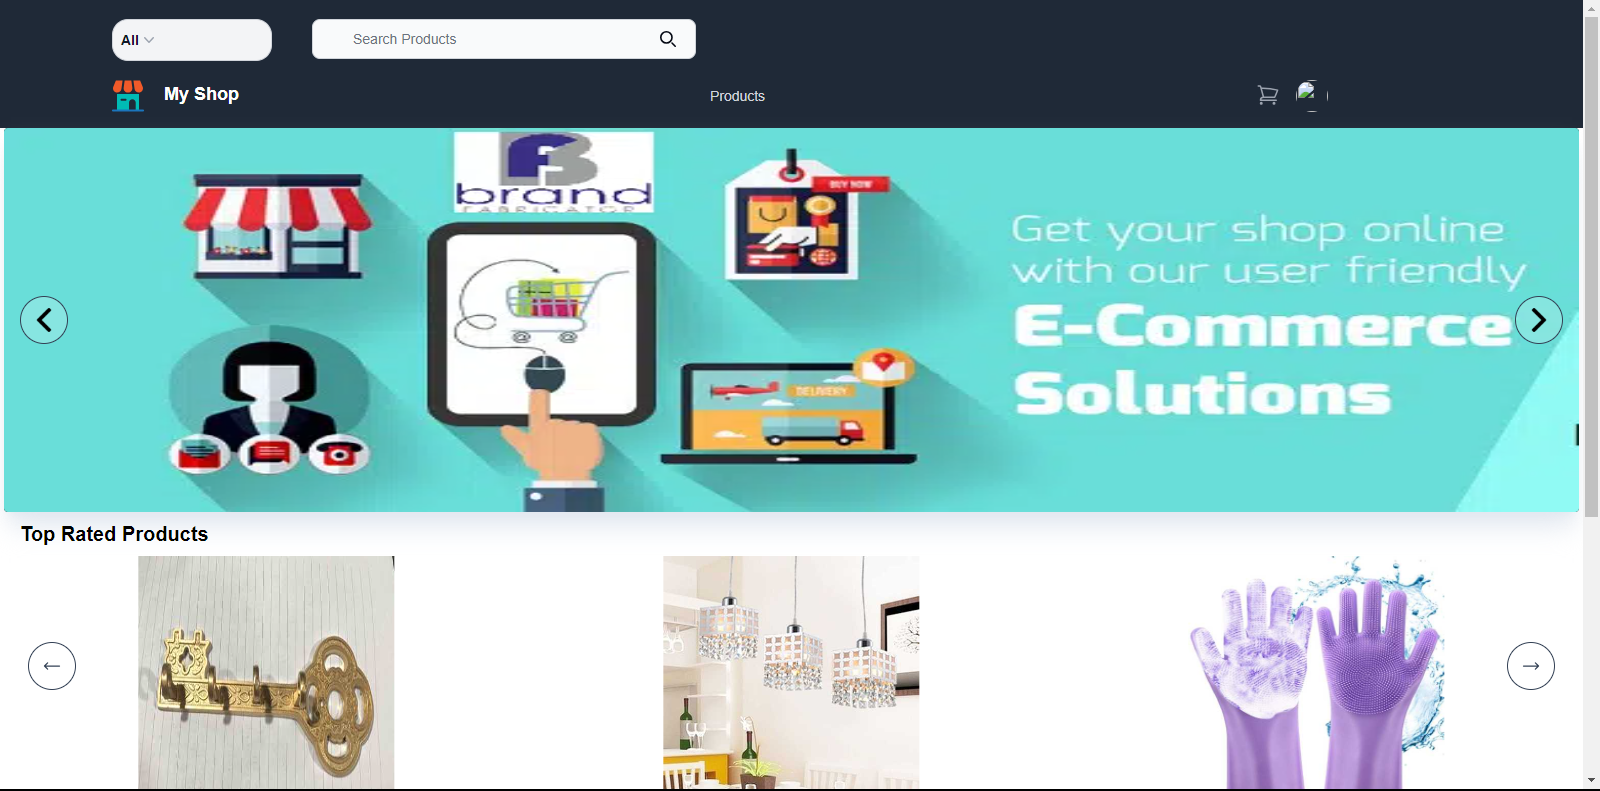 All
Search Products
My Shop
Products
brand
FABRICATOR
BUY NOW
Get your shop online
with our user friendly
E-Commerce
Solutions
DELIVERY
Top Rated Products